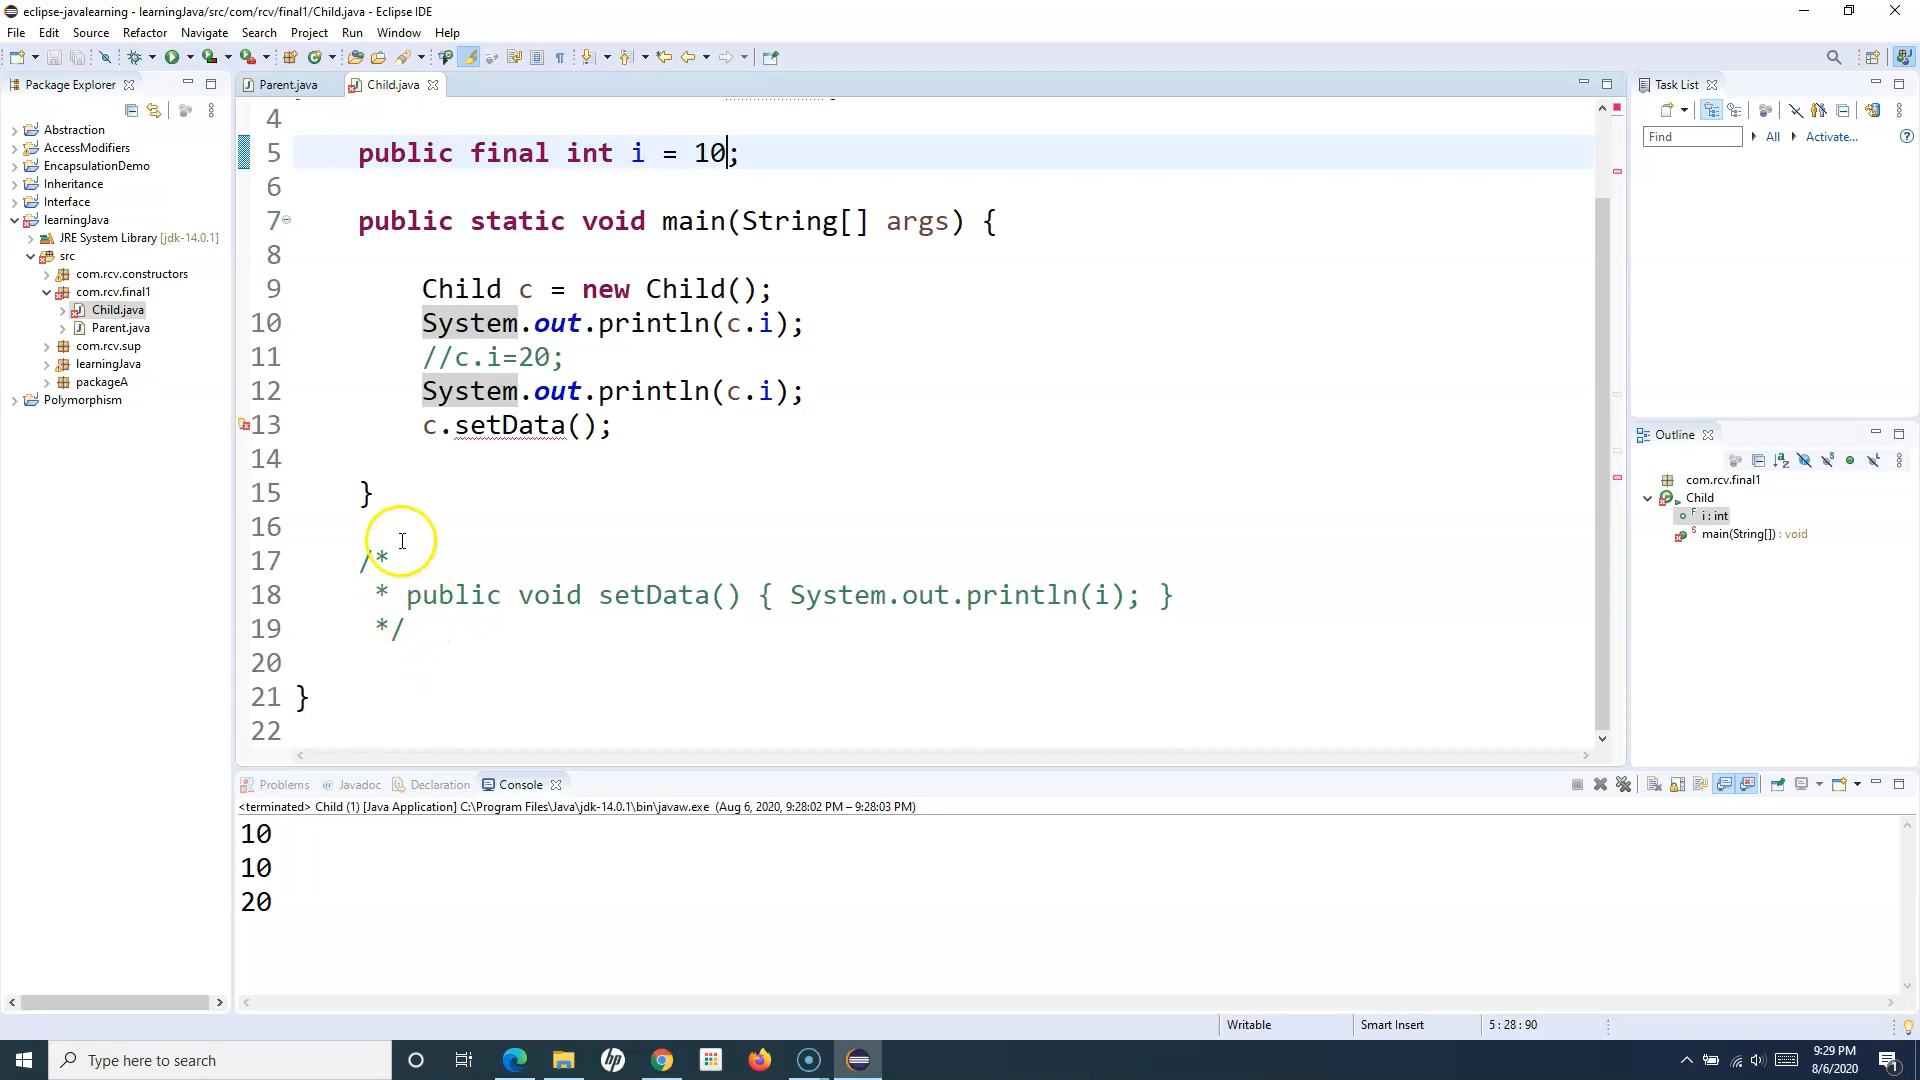 eclipse-javalearning - learningJava/src/com/rcv/final1/Child.java - Eclipse IDE
File Edit Source Refactor Navigate Search Project Run Window Help
Package Explorer
Abstraction
AccessModifiers
EncapsulationDemo
Inheritance
Interface
learningJava
JRE System Library [jdk-14.0.1]
src
com.rcv.constructors
com.rcv.final1
Child.java
Parent.java
com.rcv.sup
learningJava
packageA
Polymorphism
Parent.java Child.java
4
5 public final int i = 10;
6
7 public static void main(String[] args) {
8
9 Child c = new Child();
10 System.out.println(c.i);
11 //c.i=20;
12 System.out.println(c.i);
13 c.setData();
14
15 }
16
17 /*
18 * public void setData() { System.out.println(i); }
19 */
20
21 }
22
Task List
Find All Activate...
Outline
com.rcv.final1
Child
i : int
main(String[]) : void
Problems @ Javadoc Declaration Console
<terminated> Child (1) [Java Application] C:\Program Files\Java\jdk-14.0.1\bin\javaw.exe (Aug 6, 2020, 9:28:02 PM – 9:28:03 PM)
10
10
20
Writable Smart Insert 5 : 28 : 90
Type here to search
hp
9:29 PM
8/6/2020
1